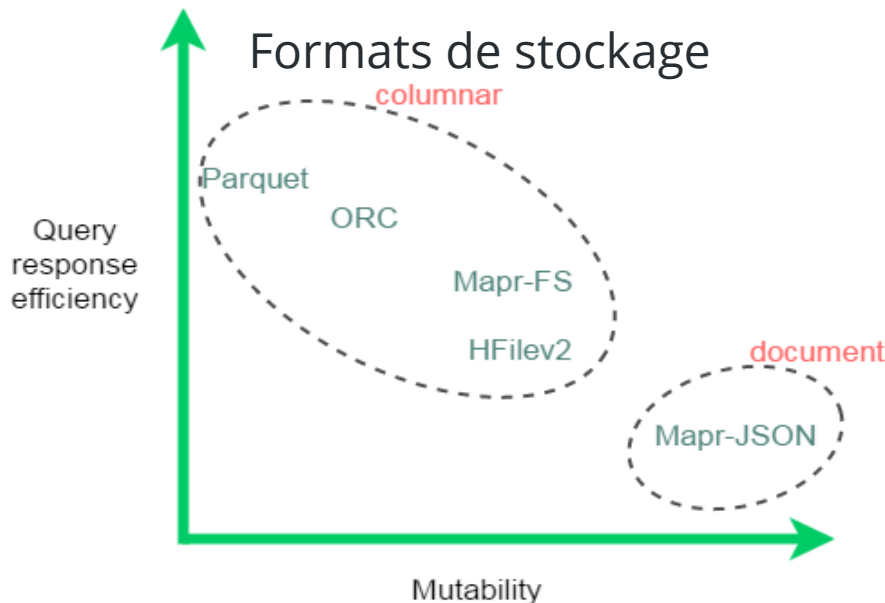 Formats de stockage
columnar
Parquet
ORC
Query
response
efficiency
Mapr-FS
HFilev2
document
Mapr-JSON
Mutability